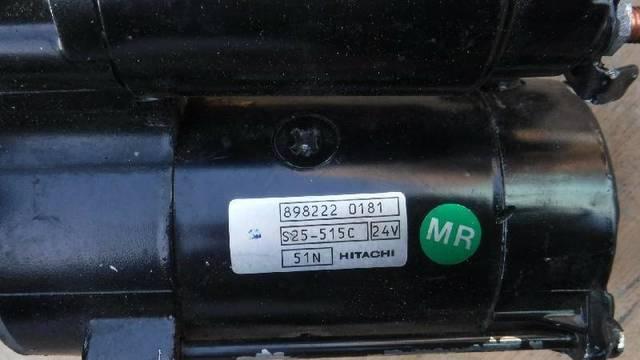 898222 0181
S25-515C 24V
51N HITACHI
MR